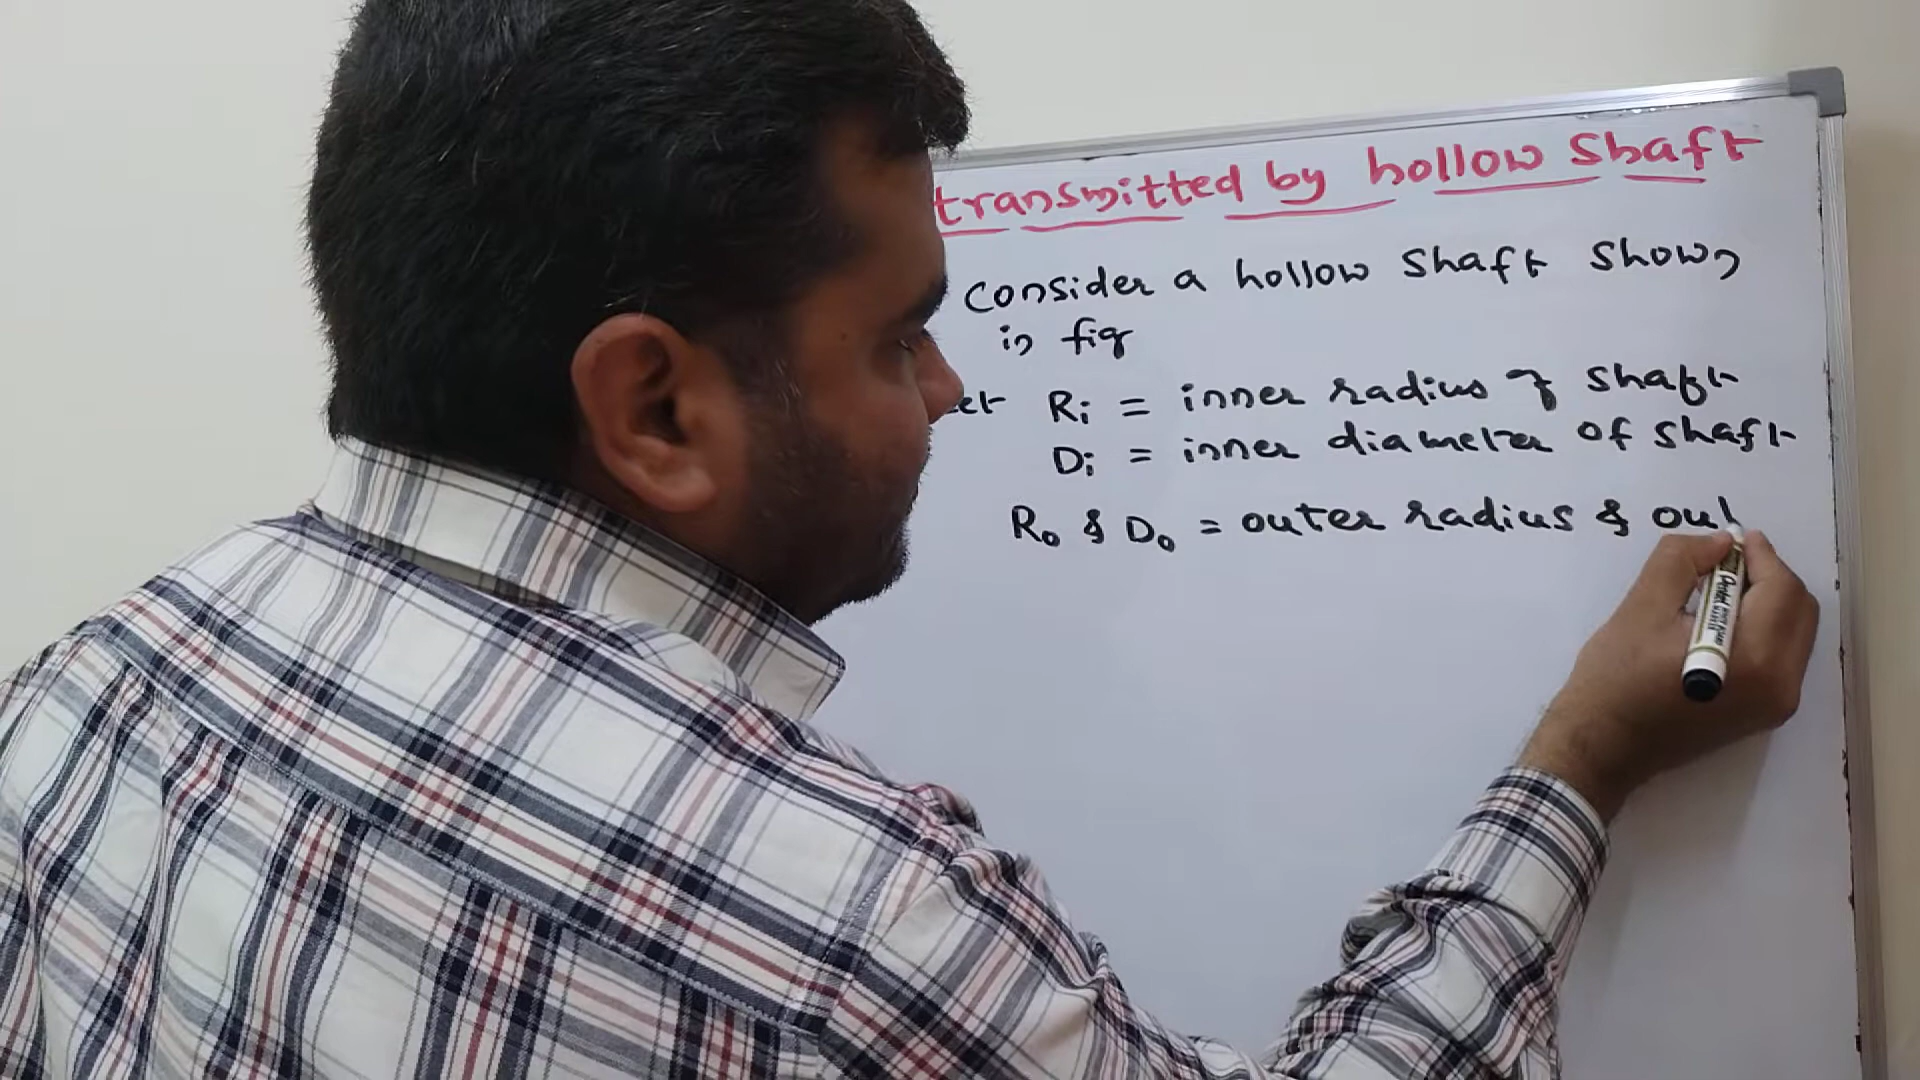 transmitted by hollow shaft
Consider a hollow shaft shown
in fig
Ri = inner radius of shaft
Di = inner diameter of shaft
Ro & Do = outer radius & out